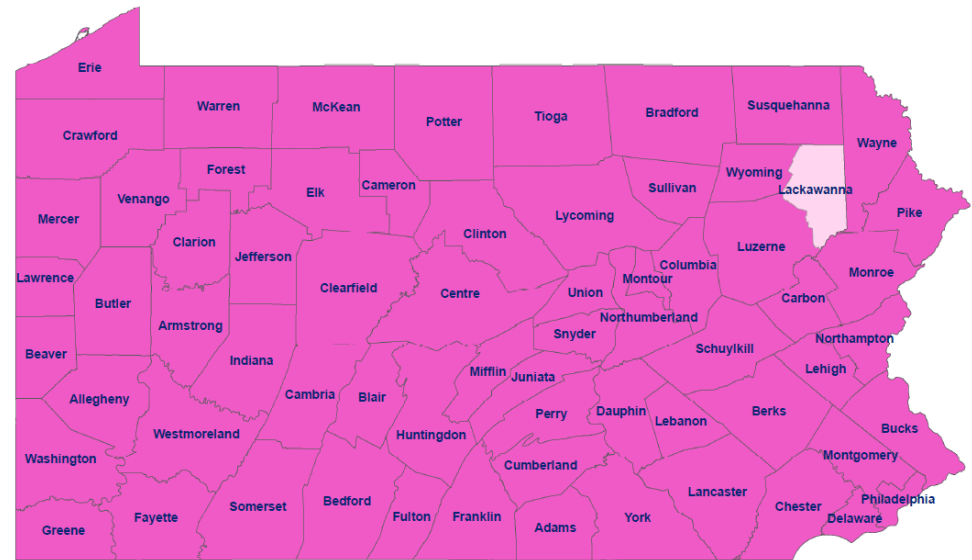 Erie
Warren
McKean
Potter
Tioga
Bradford
Susquehanna
Wayne
Crawford
Forest
Venango
Elk
Cameron
Sullivan
Wyoming
Lackawanna
Pike
Mercer
Clarion
Jefferson
Clinton
Lycoming
Luzerne
Columbia
Montour
Monroe
Lawrence
Butler
Clearfield
Centre
Union
Carbon
Armstrong
Northumberland
Snyder
Northampton
Beaver
Indiana
Schuylkill
Lehigh
Allegheny
Cambria
Blair
Mifflin
Juniata
Perry
Dauphin
Lebanon
Berks
Bucks
Westmoreland
Huntingdon
Washington
Cumberland
Montgomery
Greene
Fayette
Somerset
Bedford
Fulton
Franklin
Adams
York
Lancaster
Chester
Philadelphia
Delaware